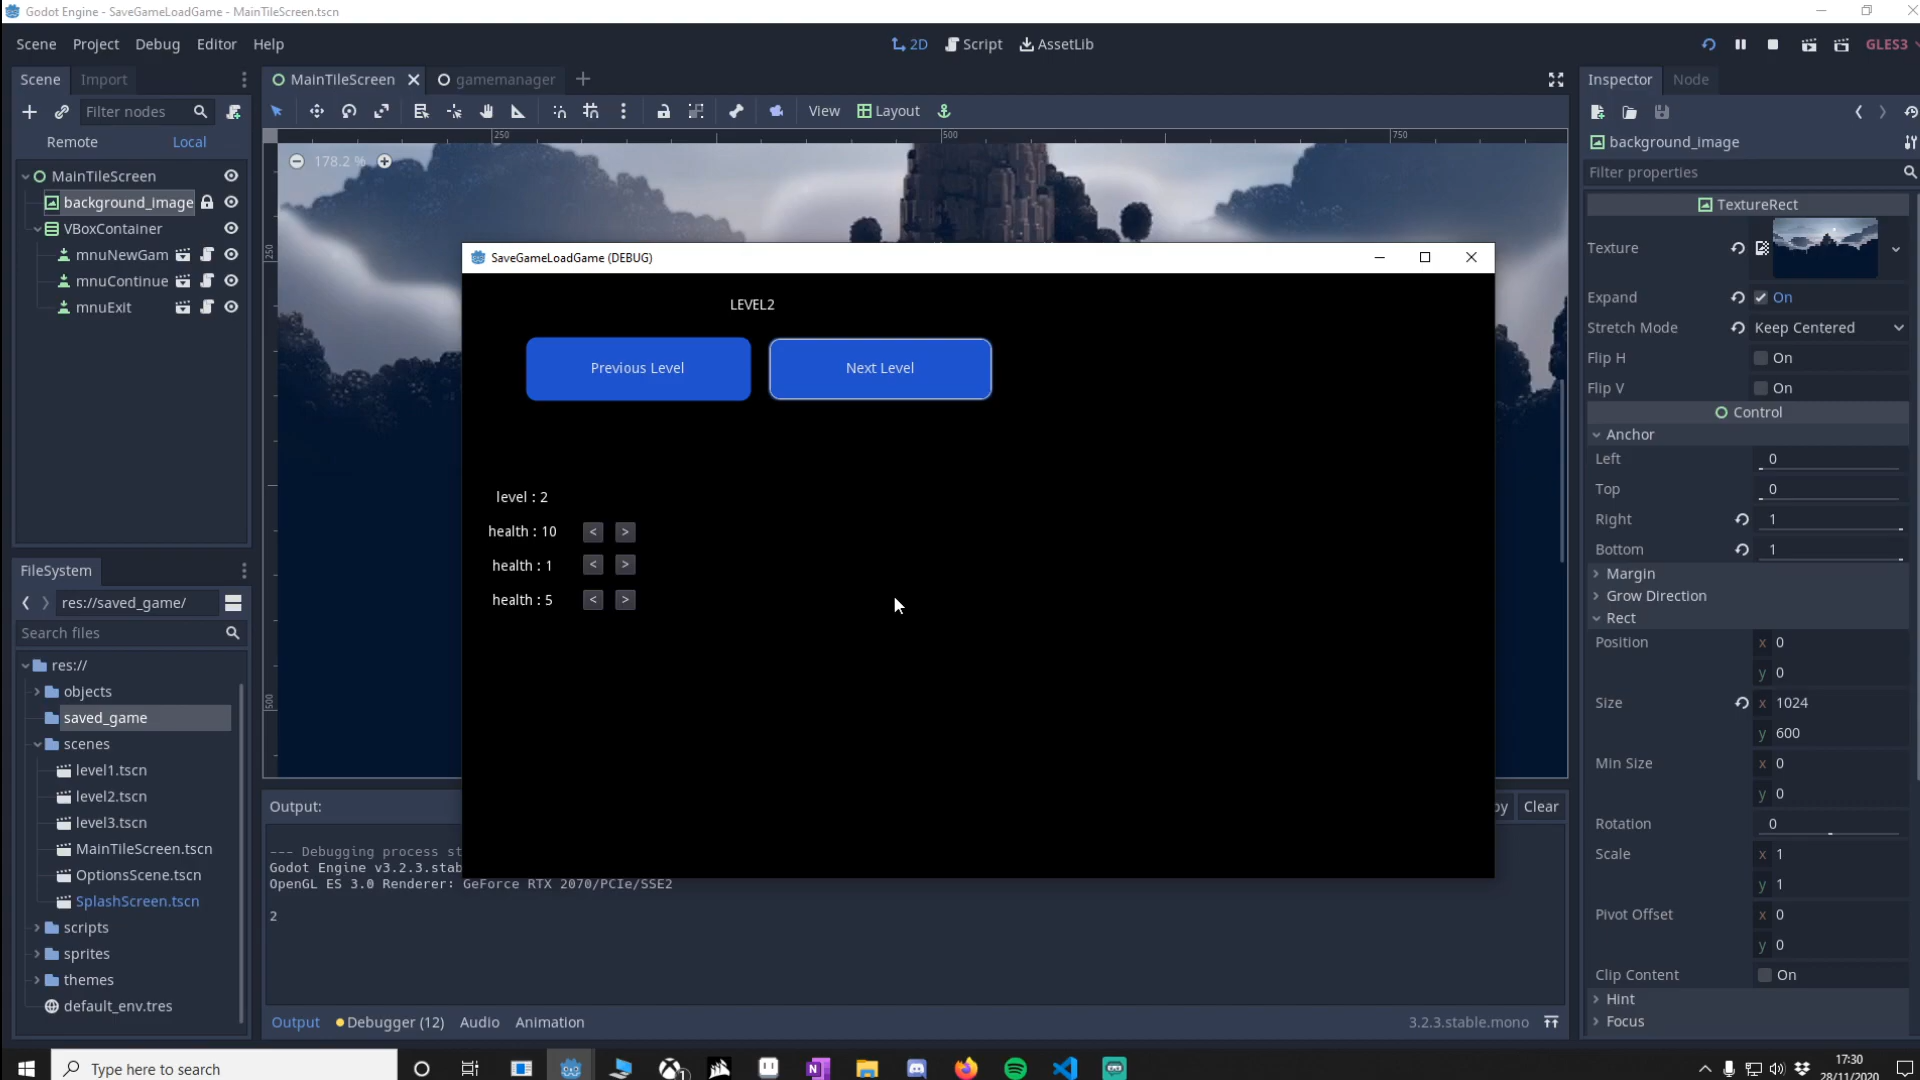 Godot Engine - SaveGameLoadGame - MainTileScreen.tscn
Scene Project Debug Editor Help
2D Script AssetLib
GLES3
Scene Import
MainTileScreen gamemanager
Inspector Node
Filter nodes
View Layout
Remote Local
background_image
250 500 750
178.2 %
Filter properties
MainTileScreen
background_image
VBoxContainer
mnuNewGam
mnuContinue
mnuExit
250
500
TextureRect
Texture
Expand On
Stretch Mode Keep Centered
Flip H On
Flip V On
Control
Anchor
Left 0
Top 0
Right 1
Bottom 1
Margin
Grow Direction
Rect
Position x 0
y 0
Size x 1024
y 600
Min Size x 0
y 0
Rotation 0
Scale x 1
y 1
Pivot Offset x 0
y 0
Clip Content On
Hint
Focus
SaveGameLoadGame (DEBUG)
LEVEL2
Previous Level Next Level
level : 2
health : 10 < >
health : 1 < >
health : 5 < >
FileSystem
res://saved_game/
Search files
res://
objects
saved_game
scenes
level1.tscn
level2.tscn
level3.tscn
MainTileScreen.tscn
OptionsScene.tscn
SplashScreen.tscn
scripts
sprites
themes
default_env.tres
Output: py Clear
--- Debugging process st
Godot Engine v3.2.3.stab
OpenGL ES 3.0 Renderer: GeForce RTX 2070/PCIe/SSE2
2
Output Debugger (12) Audio Animation 3.2.3.stable.mono
Type here to search
1
17:30
28/11/2020